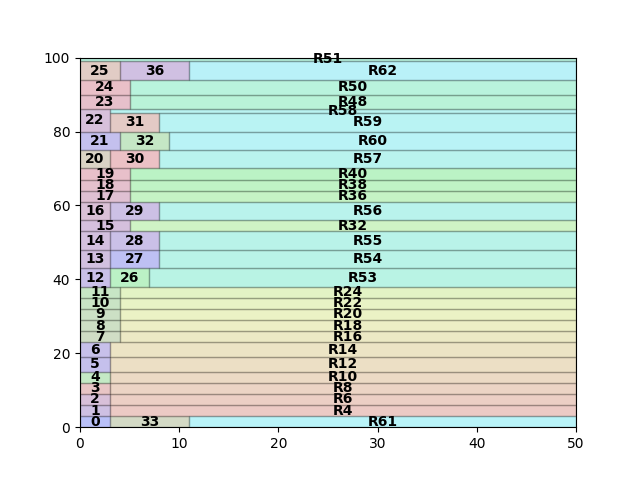 100
R51
25 36 R62
24 R50
23 R48
R58
22 31 R59
80
21 32 R60
20 30 R57
19 R40
18 R38
17 R36
60
16 29 R56
15 R32
14 28 R55
13 27 R54
40
12 26 R53
11 R24
10 R22
9 R20
8 R18
7 R16
20
6 R14
5 R12
4 R10
3 R8
2 R6
1 R4
0
0 33 R61
0 10 20 30 40 50